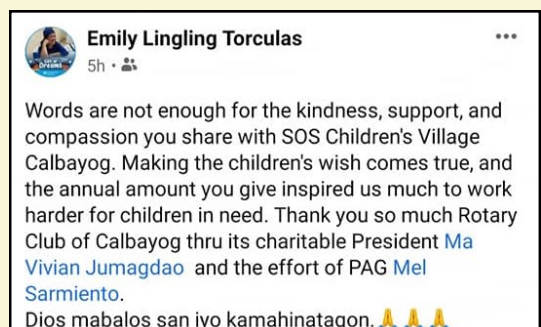 Emily Lingling Torculas
5h
Words are not enough for the kindness, support, and
compassion you share with SOS Children's Village
Calbayog. Making the children's wish comes true, and
the annual amount you give inspired us much to work
harder for children in need. Thank you so much Rotary
Club of Calbayog thru its charitable President Ma
Vivian Jumagdao and the effort of PAG Mel
Sarmiento.
Dios mabalos san iyo kamahinatagon. 🙏🙏🙏